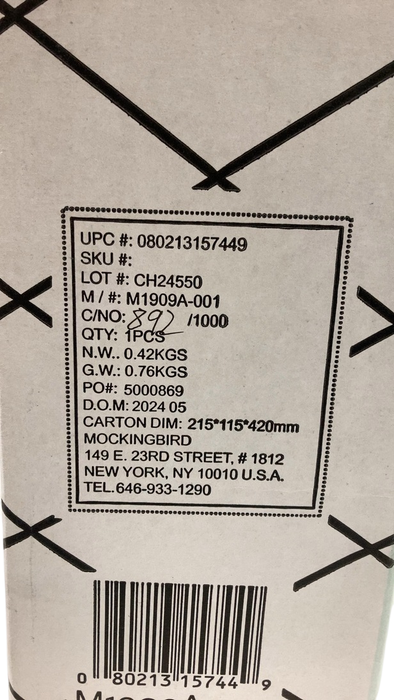 UPC #: 080213157449
SKU #:
LOT #: CH24550
M / #: M1909A-001
C/NO: 892 /1000
QTY: 1PCS
N.W.. 0.42KGS
G.W.: 0.76KGS
PO#: 5000869
D.O.M: 2024 05
CARTON DIM: 215*115*420mm
MOCKINGBIRD
149 E. 23RD STREET, # 1812
NEW YORK, NY 10010 U.S.A.
TEL.646-933-1290
0 80213 15744 9